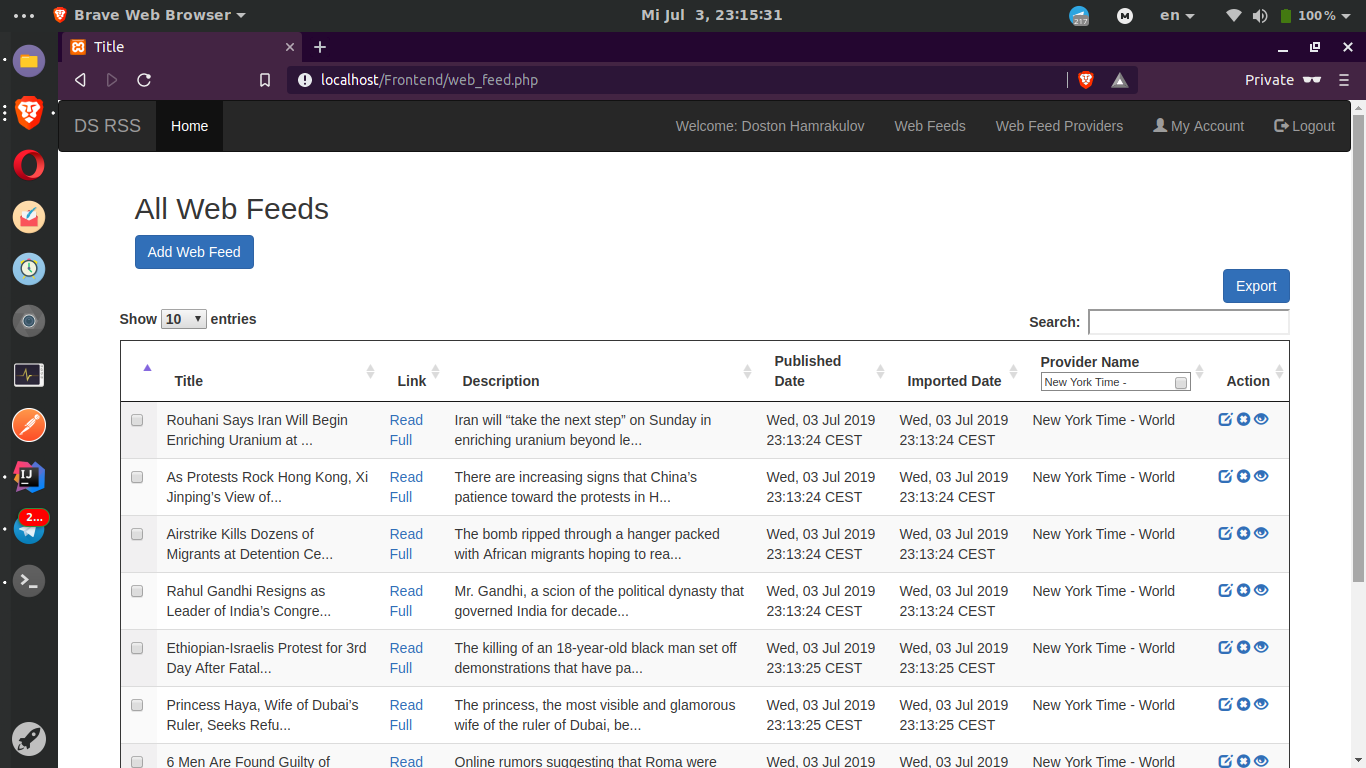 Brave Web Browser
Mi Jul 3, 23:15:31
217
M
en
100 %
Title
localhost/Frontend/web_feed.php
Private
DS RSS
Home
Welcome: Doston Hamrakulov
Web Feeds
Web Feed Providers
My Account
Logout
All Web Feeds
Add Web Feed
Export
Show 10 entries
Search:
Title
Link
Description
Published
Date
Imported Date
Provider Name
New York Time -
Action
Rouhani Says Iran Will Begin
Enriching Uranium at ...
Read
Full
Iran will “take the next step” on Sunday in
enriching uranium beyond le...
Wed, 03 Jul 2019
23:13:24 CEST
Wed, 03 Jul 2019
23:13:24 CEST
New York Time - World
As Protests Rock Hong Kong, Xi
Jinping’s View of...
Read
Full
There are increasing signs that China’s
patience toward the protests in H...
Wed, 03 Jul 2019
23:13:24 CEST
Wed, 03 Jul 2019
23:13:24 CEST
New York Time - World
Airstrike Kills Dozens of
Migrants at Detention Ce...
Read
Full
The bomb ripped through a hanger packed
with African migrants hoping to rea...
Wed, 03 Jul 2019
23:13:24 CEST
Wed, 03 Jul 2019
23:13:24 CEST
New York Time - World
Rahul Gandhi Resigns as
Leader of India’s Congre...
Read
Full
Mr. Gandhi, a scion of the political dynasty that
governed India for decade...
Wed, 03 Jul 2019
23:13:24 CEST
Wed, 03 Jul 2019
23:13:24 CEST
New York Time - World
Ethiopian-Israelis Protest for 3rd
Day After Fatal...
Read
Full
The killing of an 18-year-old black man set off
demonstrations that have pa...
Wed, 03 Jul 2019
23:13:25 CEST
Wed, 03 Jul 2019
23:13:25 CEST
New York Time - World
Princess Haya, Wife of Dubai’s
Ruler, Seeks Refu...
Read
Full
The princess, the most visible and glamorous
wife of the ruler of Dubai, be...
Wed, 03 Jul 2019
23:13:25 CEST
Wed, 03 Jul 2019
23:13:25 CEST
New York Time - World
6 Men Are Found Guilty of
Read
Online rumors suggesting that Roma were
Wed, 03 Jul 2019
Wed, 03 Jul 2019
New York Time - World
IJ
2...